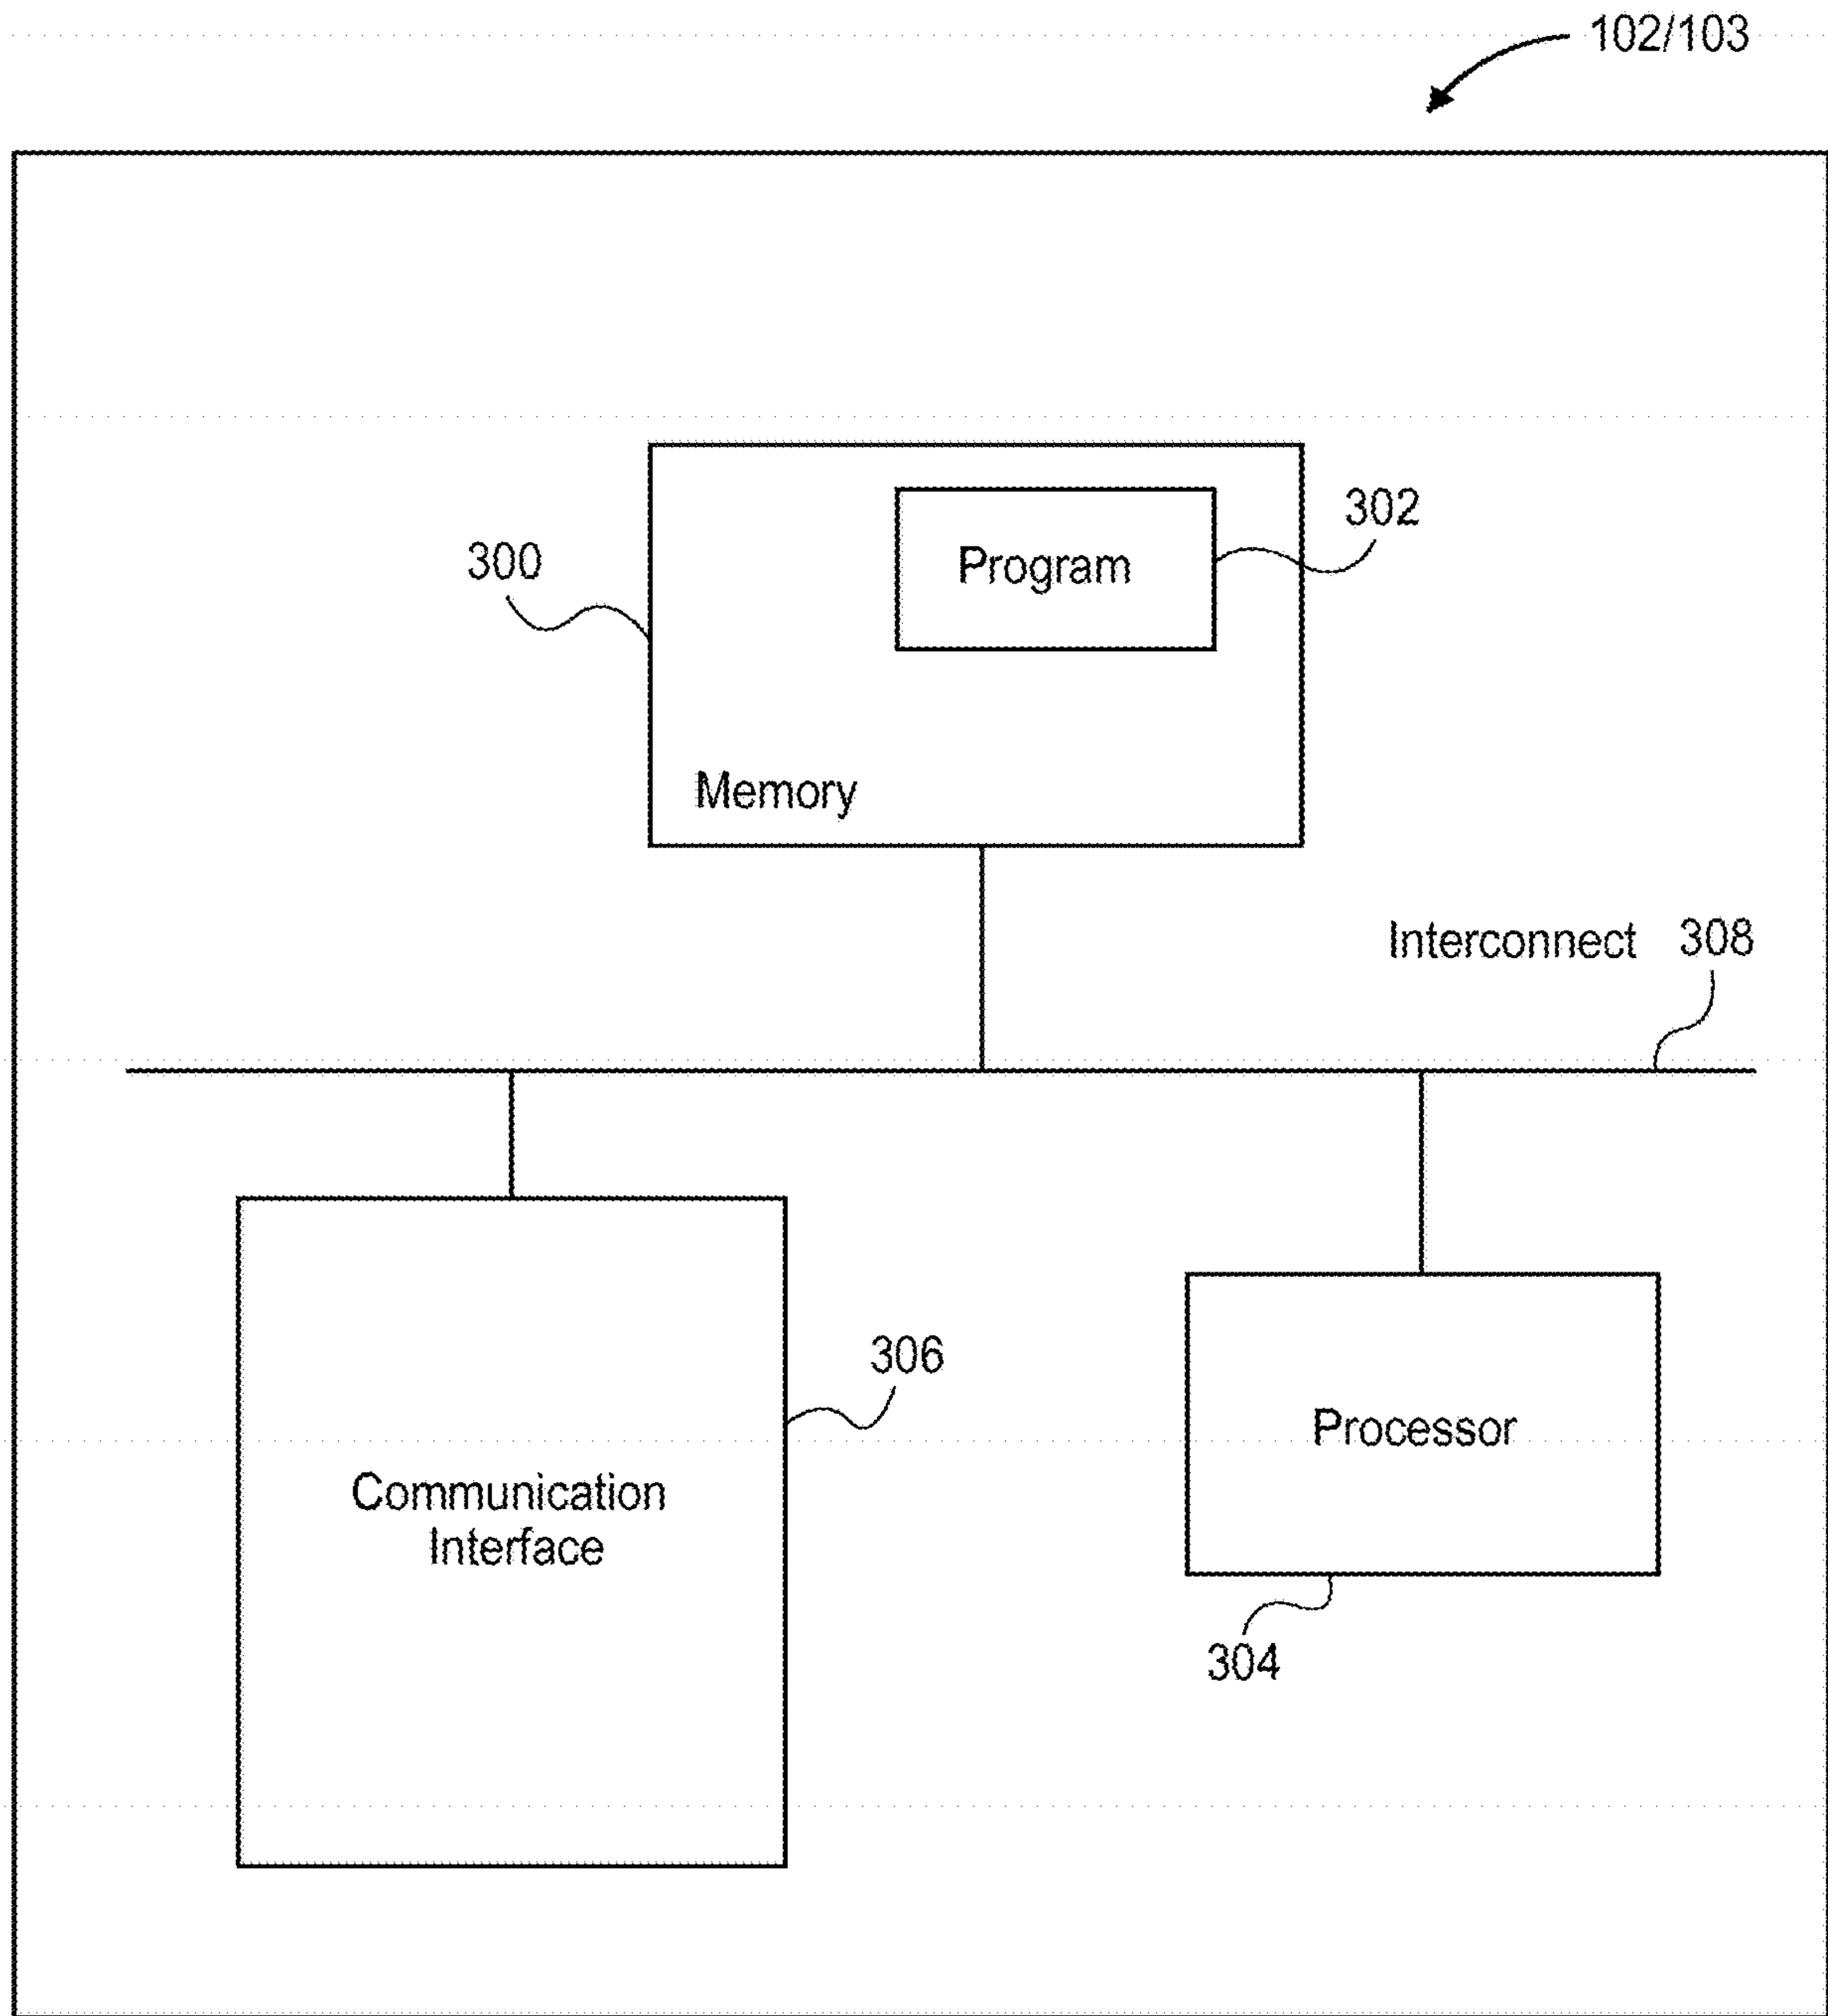 102/103
302
Program
300
Memory
Interconnect 308
306
Processor
Communication
Interface
304